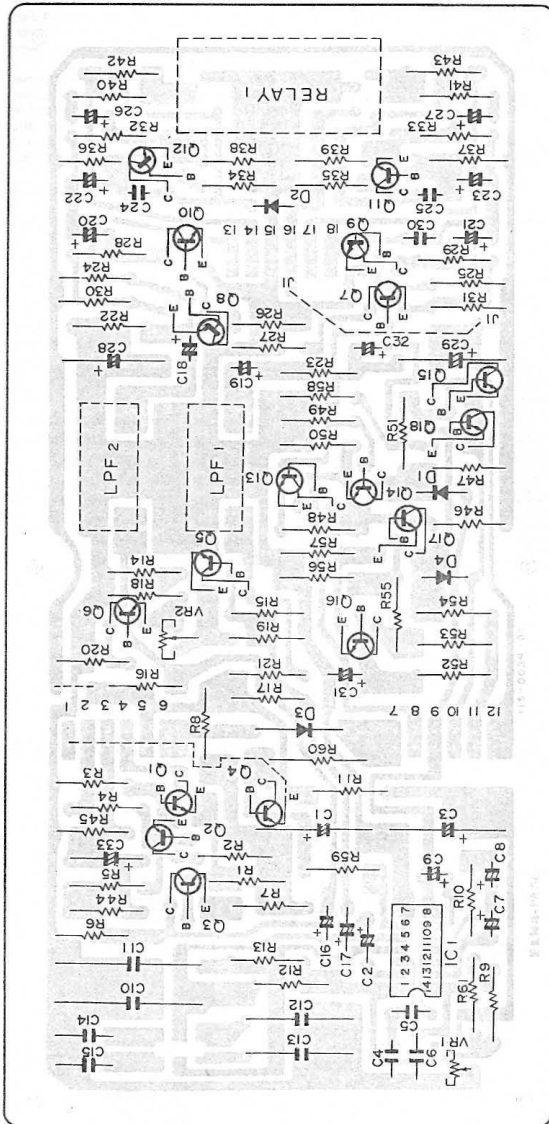 R42
R43
R40
R41
C26
C27
RELAY 1
R32
R33
R36
Q12
E
B
C
R38
R39
E
B
C
R37
C22
C24
R34
R35
Q11
C25
C23
D2
C20
Q10
C
E
B
13 14 15 16 17 18
Q9
E
C
B
C30
C21
R28
R29
R24
R25
R30
Q8
C
E
B
J1
Q7
C
E
B
R31
R22
R26
J1
R27
C28
C18
C19
C32
C29
R23
Q15
C
B
E
R58
R49
R51
Q18
B
E
C
R50
LPF 2
LPF 1
Q13
E
B
C
Q14
E
B
C
D1
R47
R48
R46
Q5
E
B
C
R57
Q17
E
B
C
R14
R56
D4
R18
R55
Q6
C
B
E
VR2
R15
Q16
B
C
E
R54
R19
R53
R20
R21
R52
R16
R17
C31
1 2 3 4 5 6
R8
7 8 9 10 11 12
D3
R60
R3
Q1
C
B
E
Q4
C
B
E
R11
R4
R45
Q2
E
B
C
C1
C3
C33
R2
R59
C9
C8
R5
R1
R10
R44
Q3
C
B
E
R7
C7
R6
C16
1 2 3 4 5 6 7
14 13 12 11 10 9 8
IC1
C11
R13
C17
C2
C10
R12
R61
R9
C14
C12
C5
C15
C13
C4
C6
VR1